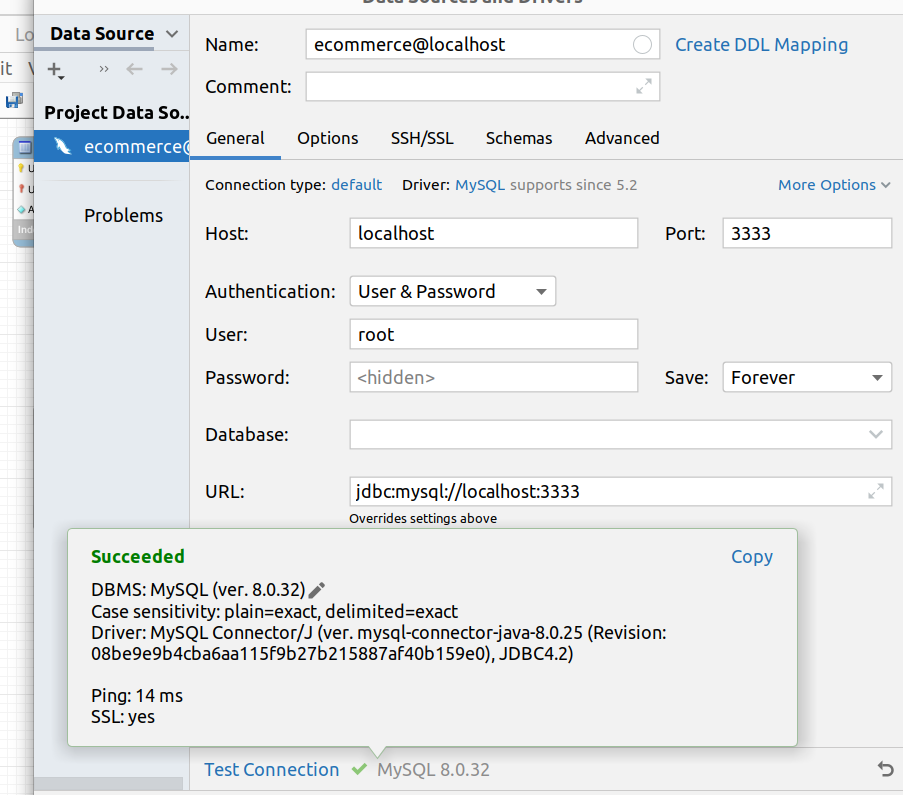 Data Sources and Drivers
Lo
Data Source
Name:
ecommerce@localhost
Create DDL Mapping
it
Comment:
Project Data So..
General
Options
SSH/SSL
Schemas
Advanced
ecommerce@
Connection type: default
Driver: MySQL supports since 5.2
More Options
Problems
Host:
localhost
Port:
3333
Authentication:
User & Password
User:
root
Password:
<hidden>
Save:
Forever
Database:
URL:
jdbc:mysql://localhost:3333
Overrides settings above
Succeeded
Copy
DBMS: MySQL (ver. 8.0.32)
Case sensitivity: plain=exact, delimited=exact
Driver: MySQL Connector/J (ver. mysql-connector-java-8.0.25 (Revision:
08be9e9b4cba6aa115f9b27b215887af40b159e0), JDBC4.2)
Ping: 14 ms
SSL: yes
Test Connection
MySQL 8.0.32